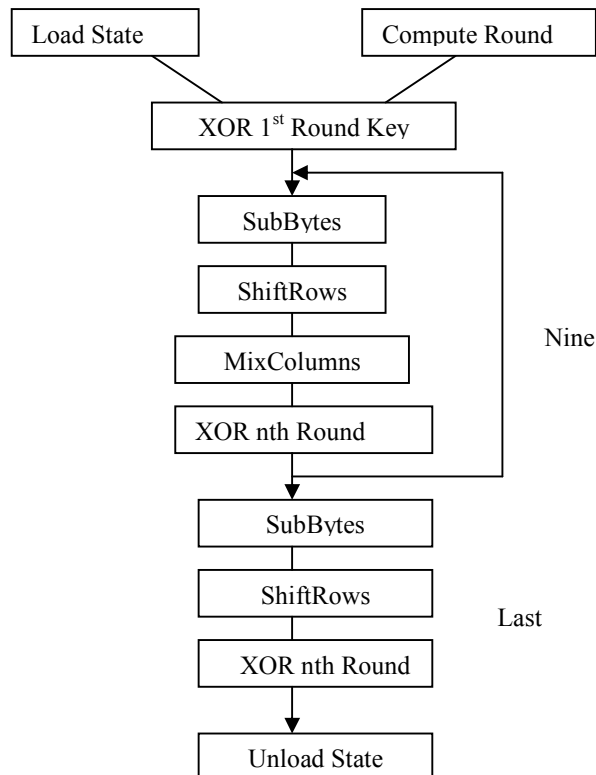 Load State
Compute Round
XOR 1st Round Key
SubBytes
ShiftRows
MixColumns
Nine
XOR nth Round
SubBytes
ShiftRows
Last
XOR nth Round
Unload State